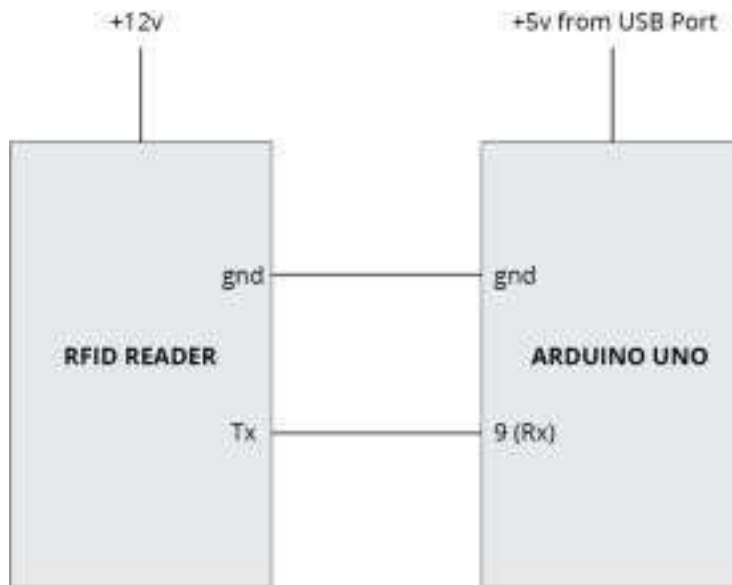 +12v
+5v from USB Port
gnd
gnd
RFID READER
ARDUINO UNO
Tx
9 (Rx)